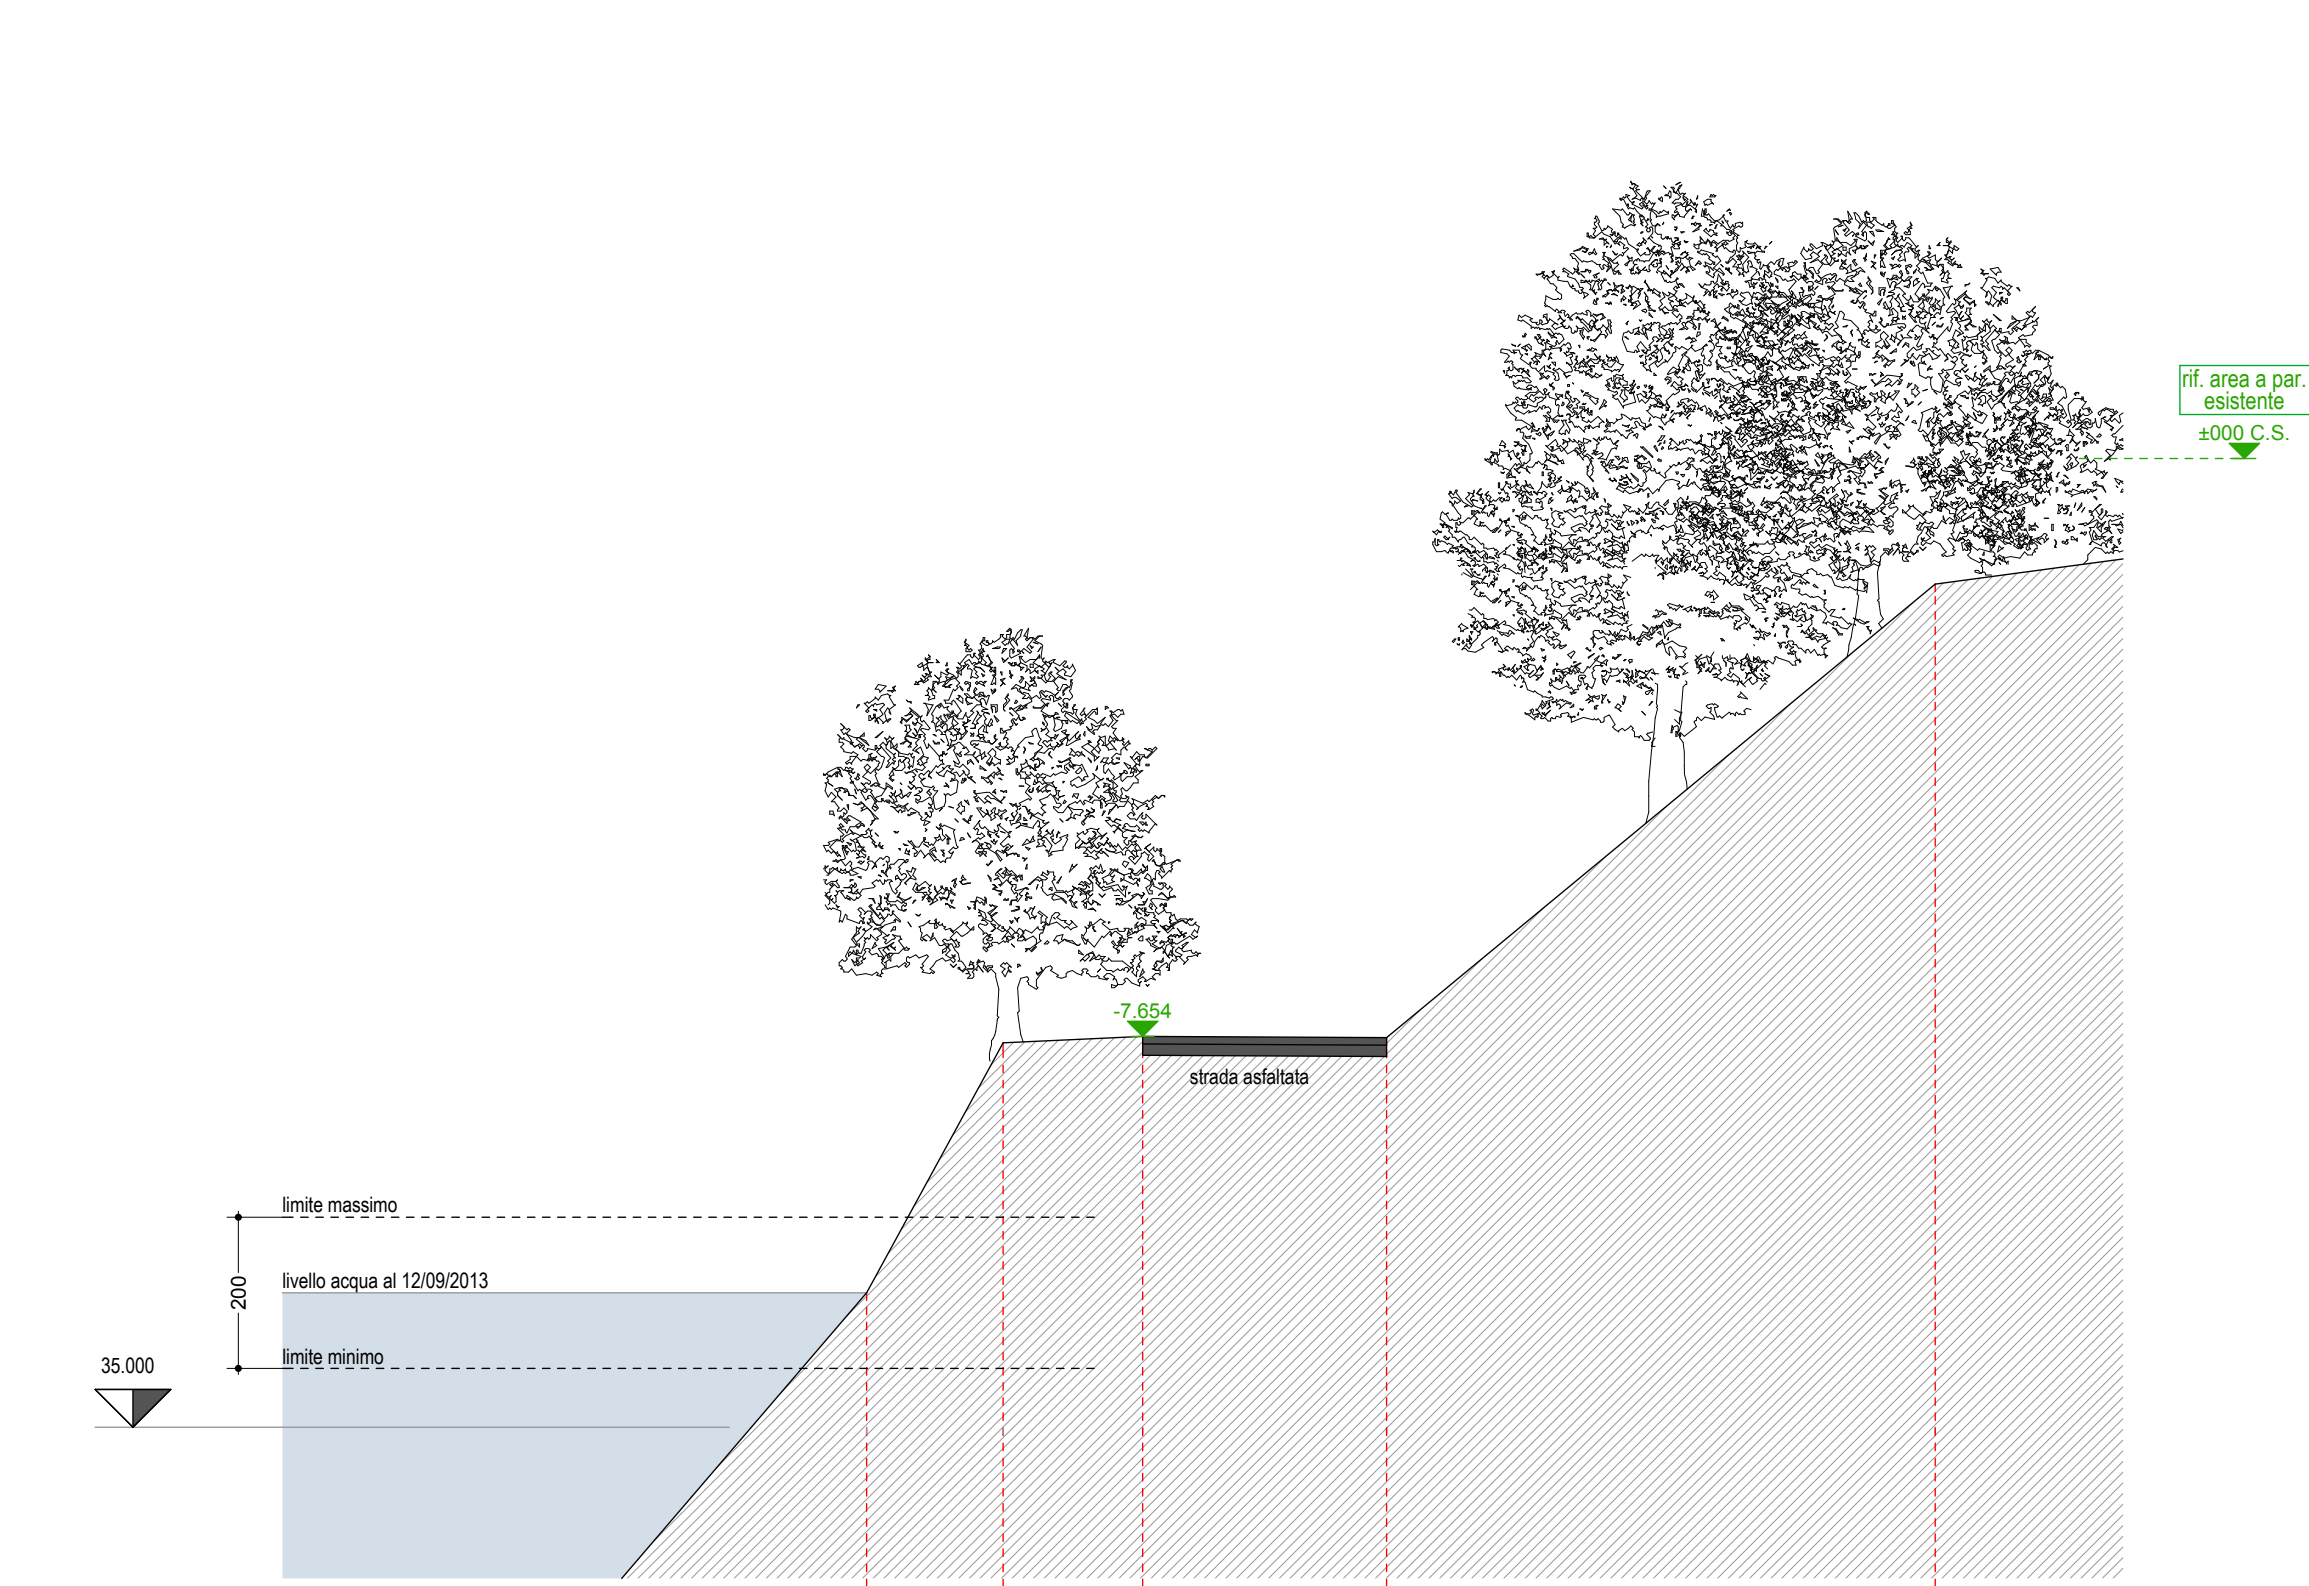 rif. area a par.
esistente
±000 C.S.
-7.654
strada asfaltata
limite massimo
livello acqua al 12/09/2013
200
limite minimo
35.000